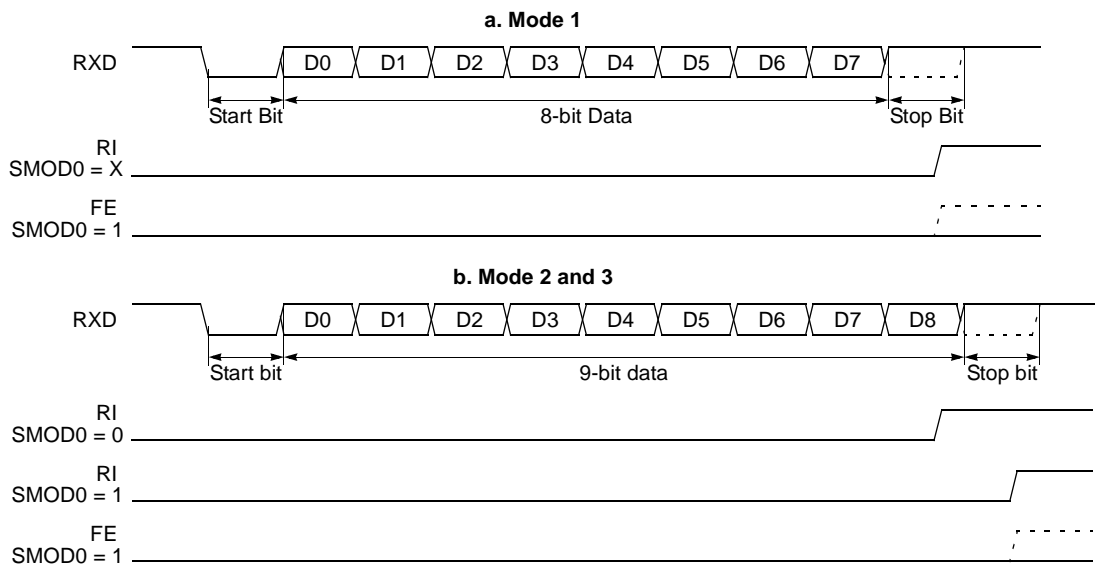 a. Mode 1
RXD D0 D1 D2 D3 D4 D5 D6 D7
Start Bit 8-bit Data Stop Bit
RI
SMOD0 = X
FE
SMOD0 = 1
b. Mode 2 and 3
RXD D0 D1 D2 D3 D4 D5 D6 D7 D8
Start bit 9-bit data Stop bit
RI
SMOD0 = 0
RI
SMOD0 = 1
FE
SMOD0 = 1